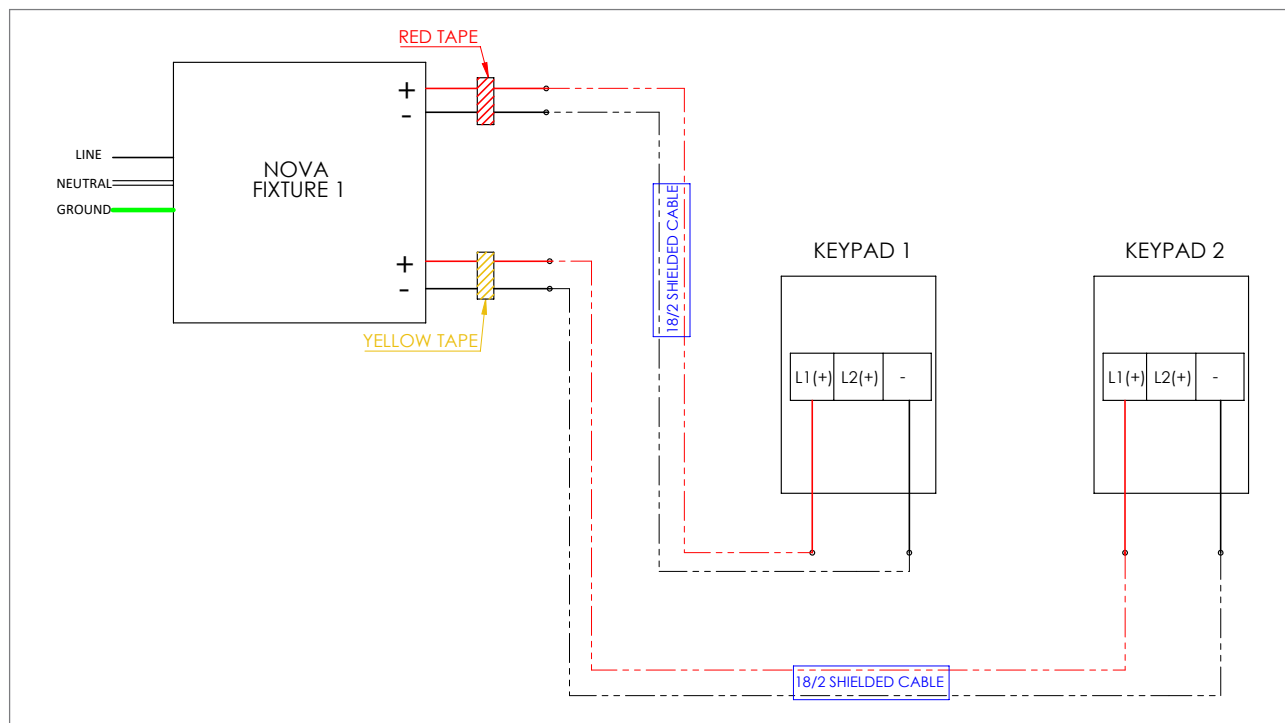 RED TAPE
+
-
LINE
NEUTRAL
GROUND
NOVA
FIXTURE 1
+
-
YELLOW TAPE
18/2 SHIELDED CABLE
KEYPAD 1
L1(+) L2(+) -
KEYPAD 2
L1(+) L2(+) -
18/2 SHIELDED CABLE